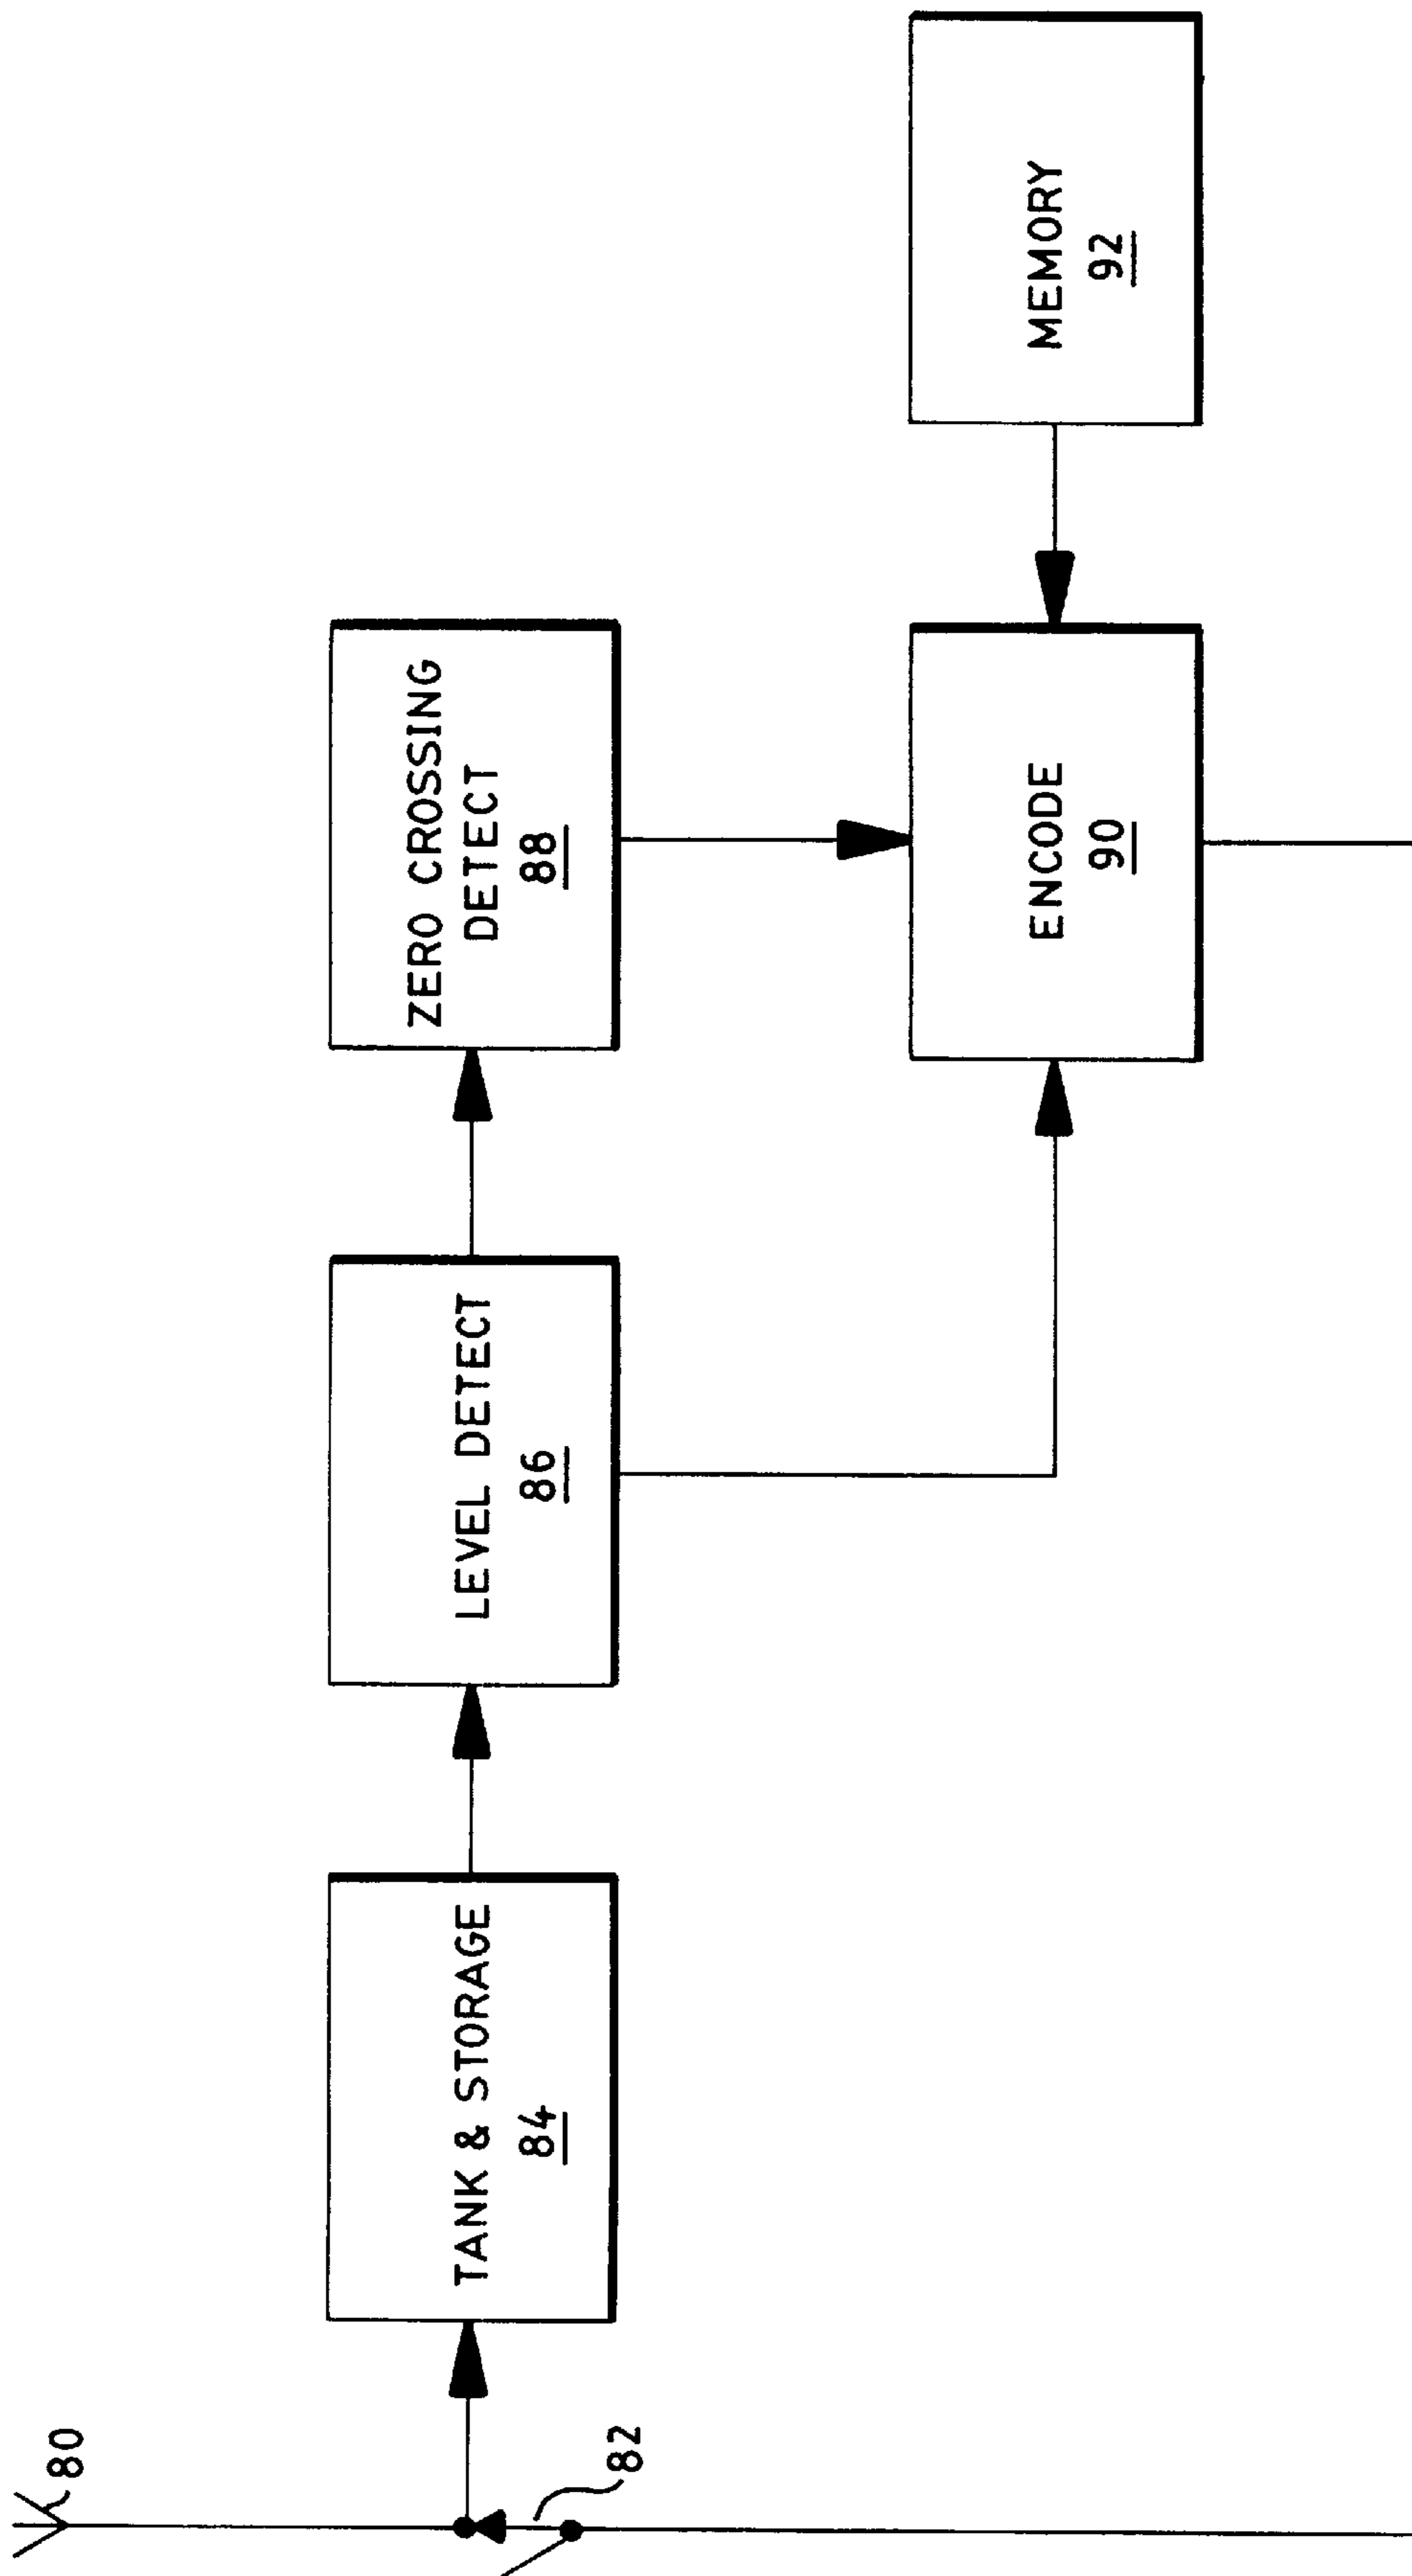 80
82
TANK & STORAGE
84
LEVEL DETECT
86
ZERO CROSSING
DETECT
88
ENCODE
90
MEMORY
92